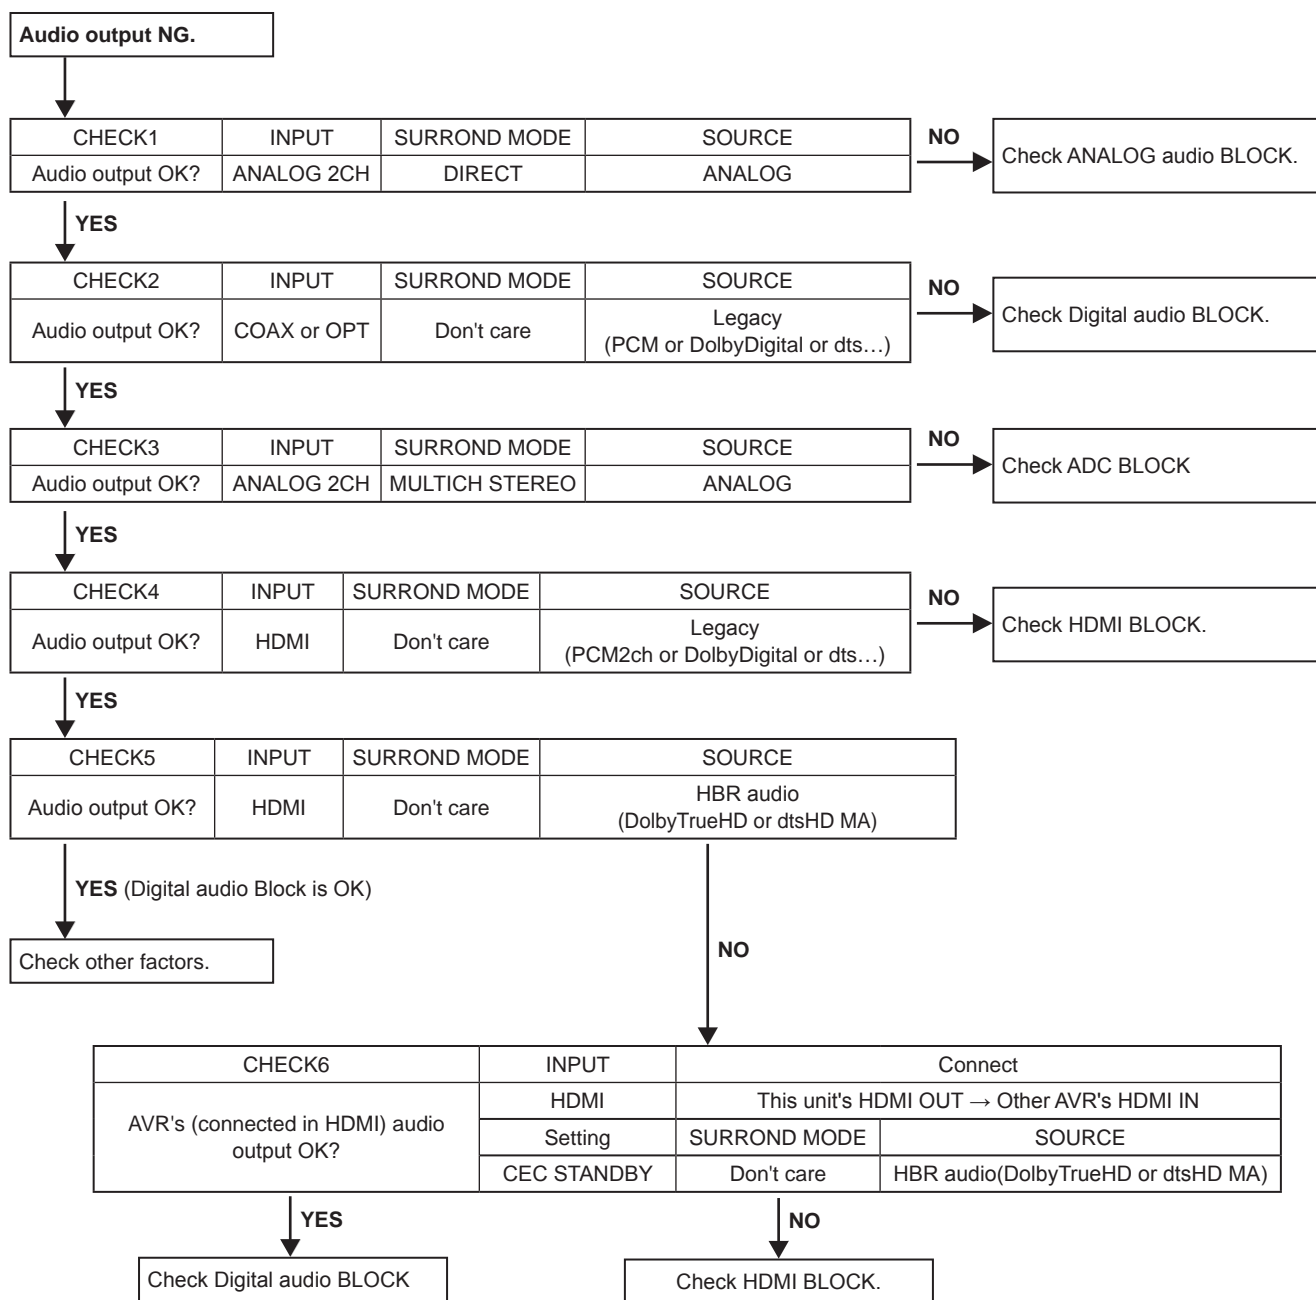 Audio output NG.
CHECK1 INPUT SURROND MODE SOURCE
Audio output OK? ANALOG 2CH DIRECT ANALOG
NO
Check ANALOG audio BLOCK.
YES
CHECK2 INPUT SURROND MODE SOURCE
Audio output OK? COAX or OPT Don't care Legacy
(PCM or DolbyDigital or dts…)
NO
Check Digital audio BLOCK.
YES
CHECK3 INPUT SURROND MODE SOURCE
Audio output OK? ANALOG 2CH MULTICH STEREO ANALOG
NO
Check ADC BLOCK
YES
CHECK4 INPUT SURROND MODE SOURCE
Audio output OK? HDMI Don't care Legacy
(PCM2ch or DolbyDigital or dts…)
NO
Check HDMI BLOCK.
YES
CHECK5 INPUT SURROND MODE SOURCE
Audio output OK? HDMI Don't care HBR audio
(DolbyTrueHD or dtsHD MA)
YES (Digital audio Block is OK)
Check other factors.
NO
CHECK6 INPUT Connect
AVR's (connected in HDMI) audio
output OK?
HDMI This unit's HDMI OUT → Other AVR's HDMI IN
Setting SURROND MODE SOURCE
CEC STANDBY Don't care HBR audio(DolbyTrueHD or dtsHD MA)
YES
Check Digital audio BLOCK
NO
Check HDMI BLOCK.